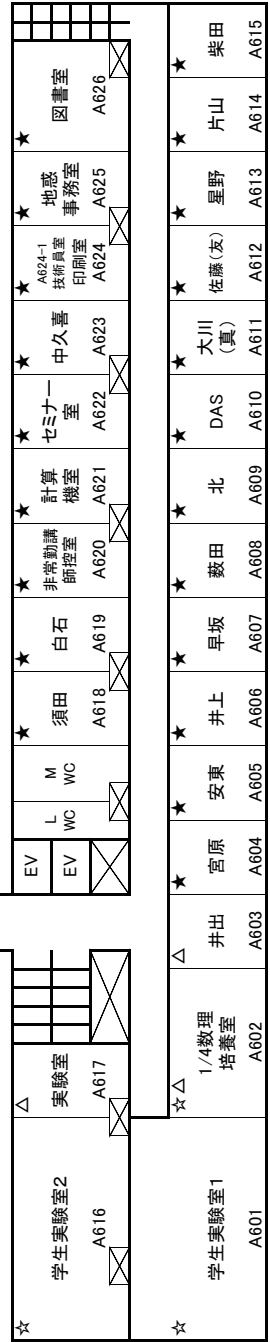 ★
図書室
A626
★
地惑
事務室
A625
★
A624-1
技術員室
印刷室
A624
★
中久喜
A623
★
セミナー
室
A622
★
計算
機室
A621
★
非常勤講
師控室
A620
★
白石
A619
★
須田
A618
M
WC
L
WC
EV
EV
△
実験室
A617
☆
学生実験室2
A616
★
柴田
A615
★
片山
A614
★
星野
A613
★
佐藤(友)
A612
★
大川
(真)
A611
★
DAS
A610
★
北
A609
★
薮田
A608
★
早坂
A607
★
井上
A606
★
安東
A605
★
宮原
A604
△
井出
A603
☆△
1/4数理
培養室
A602
☆
学生実験室1
A601